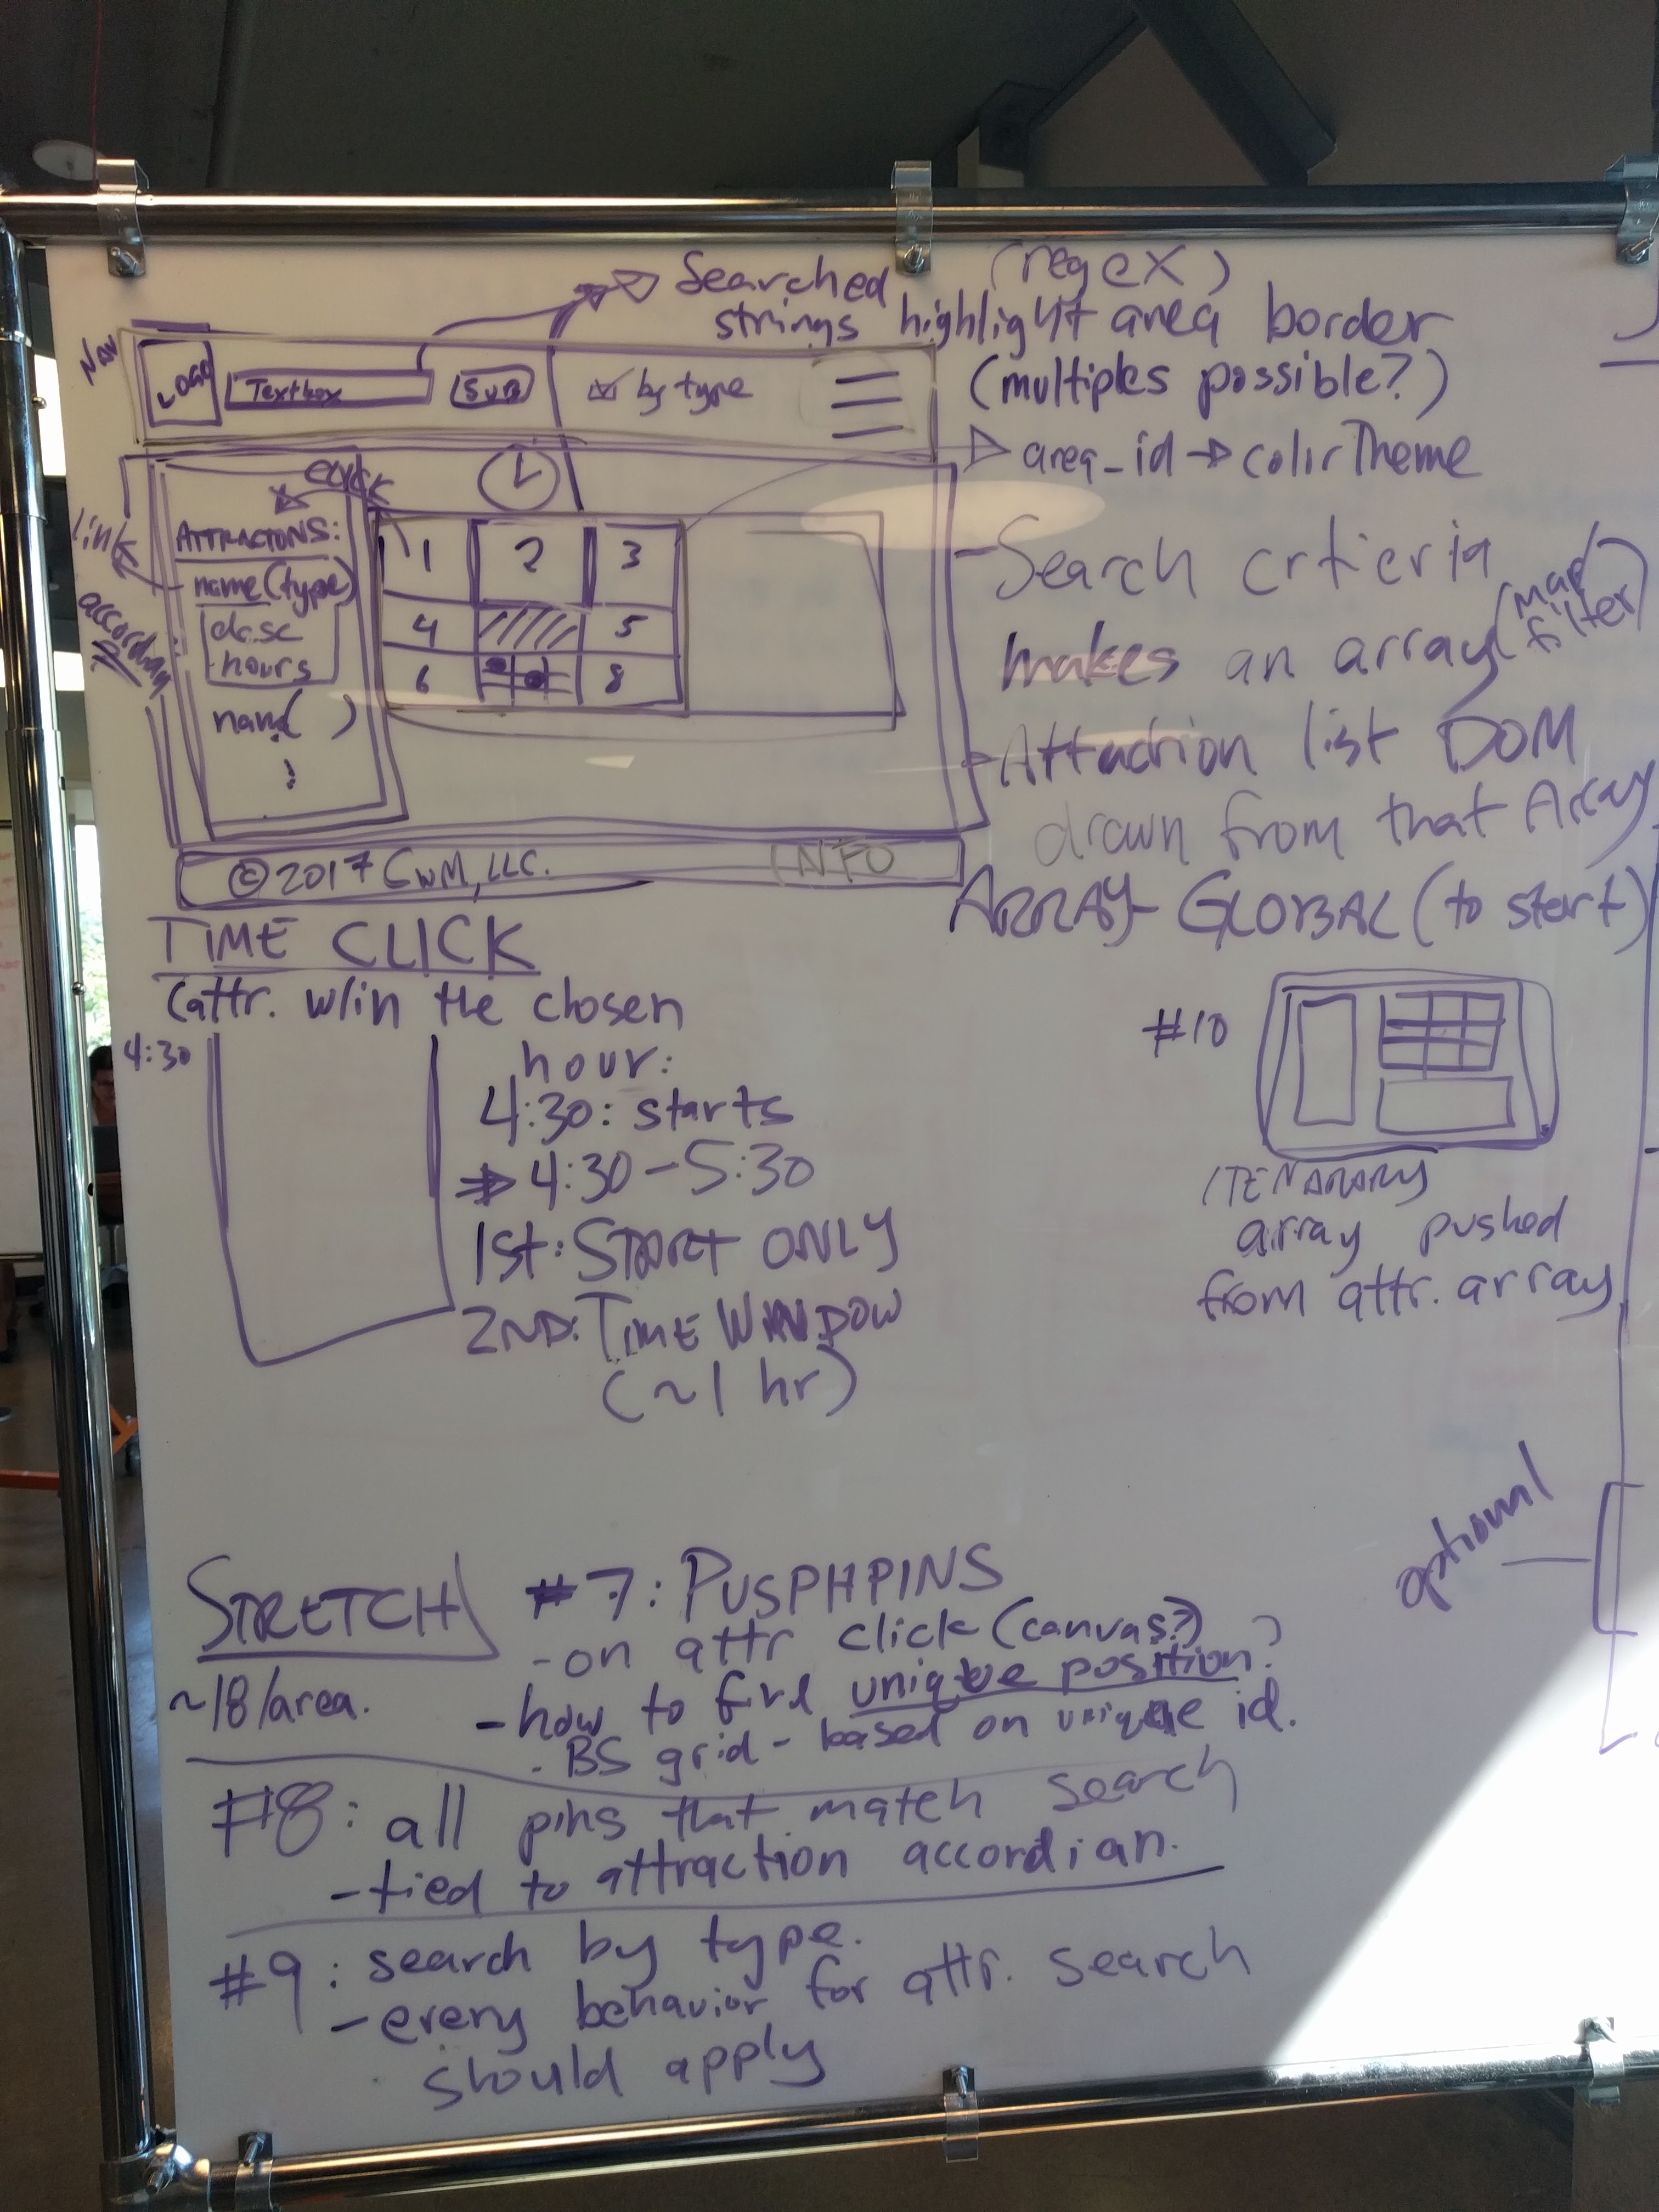 (regex)
Searched
strings highlight area border
(multiples possible?)
Nav
LOGO
Textbox
Sub
by type
area_id → colorTheme
click
link
ATTRACTONS:
name (type)
desc
hours
name( )
1 2 3
4 5
6 8
- Search crtieria
makes an array (map
filter)
Attaction list DOM
drawn from that Array
ARRAY - GLOBAL (to start)
© 2017 GWM, LLC.
INFO
TIME CLICK
(attr. w/in the chosen
hour:
4:30
4:30: starts
⇒ 4:30 - 5:30
1st: START ONLY
2ND: TIME WINDOW
(~1 hr)
#10
ITENARARY
array pushed
from attr. array
optional
STRETCH
~18/area.
#7: PUSPHPINS
- on attr click (canvas?)
- how to unique position?
- BS grid - based on unique id.
#8: all pins that match search
- tied to attraction accordian.
#9: search by type.
- every behavior for attr. search
should apply